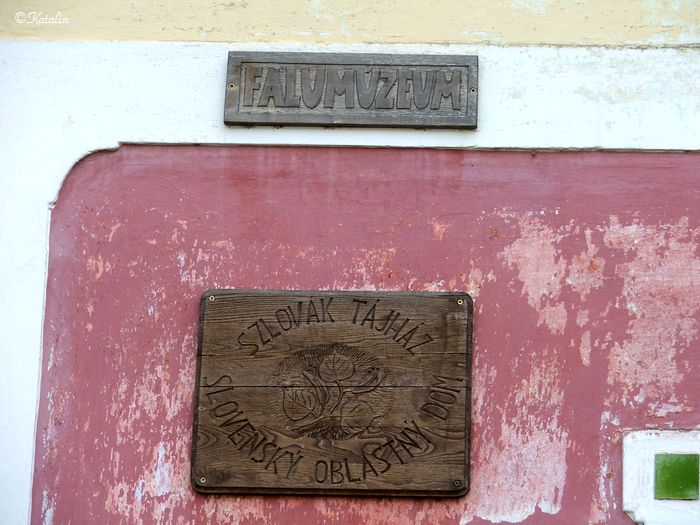 ©Katalin
FALUMÚZEUM
SZLOVÁK TÁJHÁZ
SLOVENSKÝ OBLASTNÝ DOM